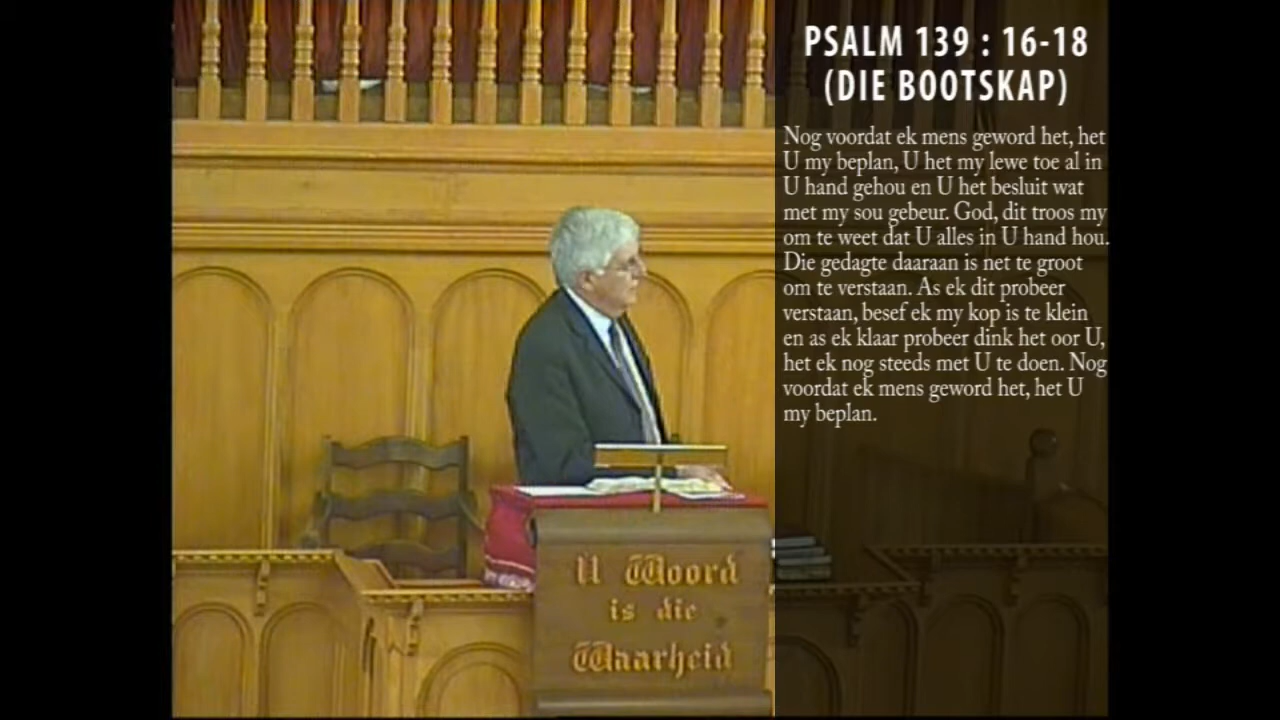 PSALM 139 : 16-18
(DIE BOOTSKAP)
Nog voordat ek mens geword het, het
U my beplan, U het my lewe toe al in
U hand gehou en U het besluit wat
met my sou gebeur. God, dit troos my
om te weet dat U alles in U hand hou.
Die gedagte daaraan is net te groot
om te verstaan. As ek dit probeer
verstaan, besef ek my kop is te klein
en as ek klaar probeer dink het oor U,
het ek nog steeds met U te doen. Nog
voordat ek mens geword het, het U
my beplan.
U Woord
is die
Waarheid